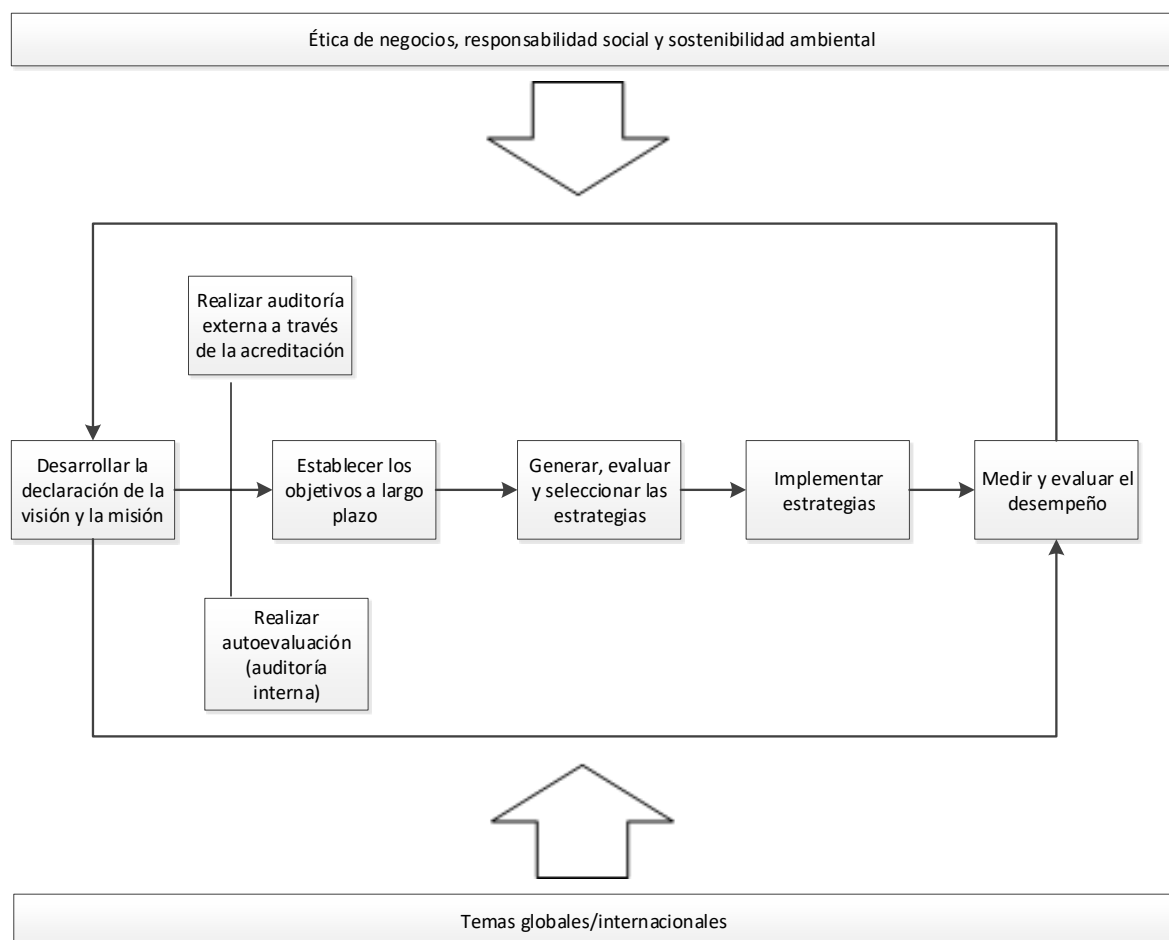 Ética de negocios, responsabilidad social y sostenibilidad ambiental
Realizar auditoría
externa a través
de la acreditación
Desarrollar la
declaración de la
visión y la misión
Establecer los
objetivos a largo
plazo
Generar, evaluar
y seleccionar las
estrategias
Implementar
estrategias
Medir y evaluar el
desempeño
Realizar
autoevaluación
(auditoría
interna)
Temas globales/internacionales